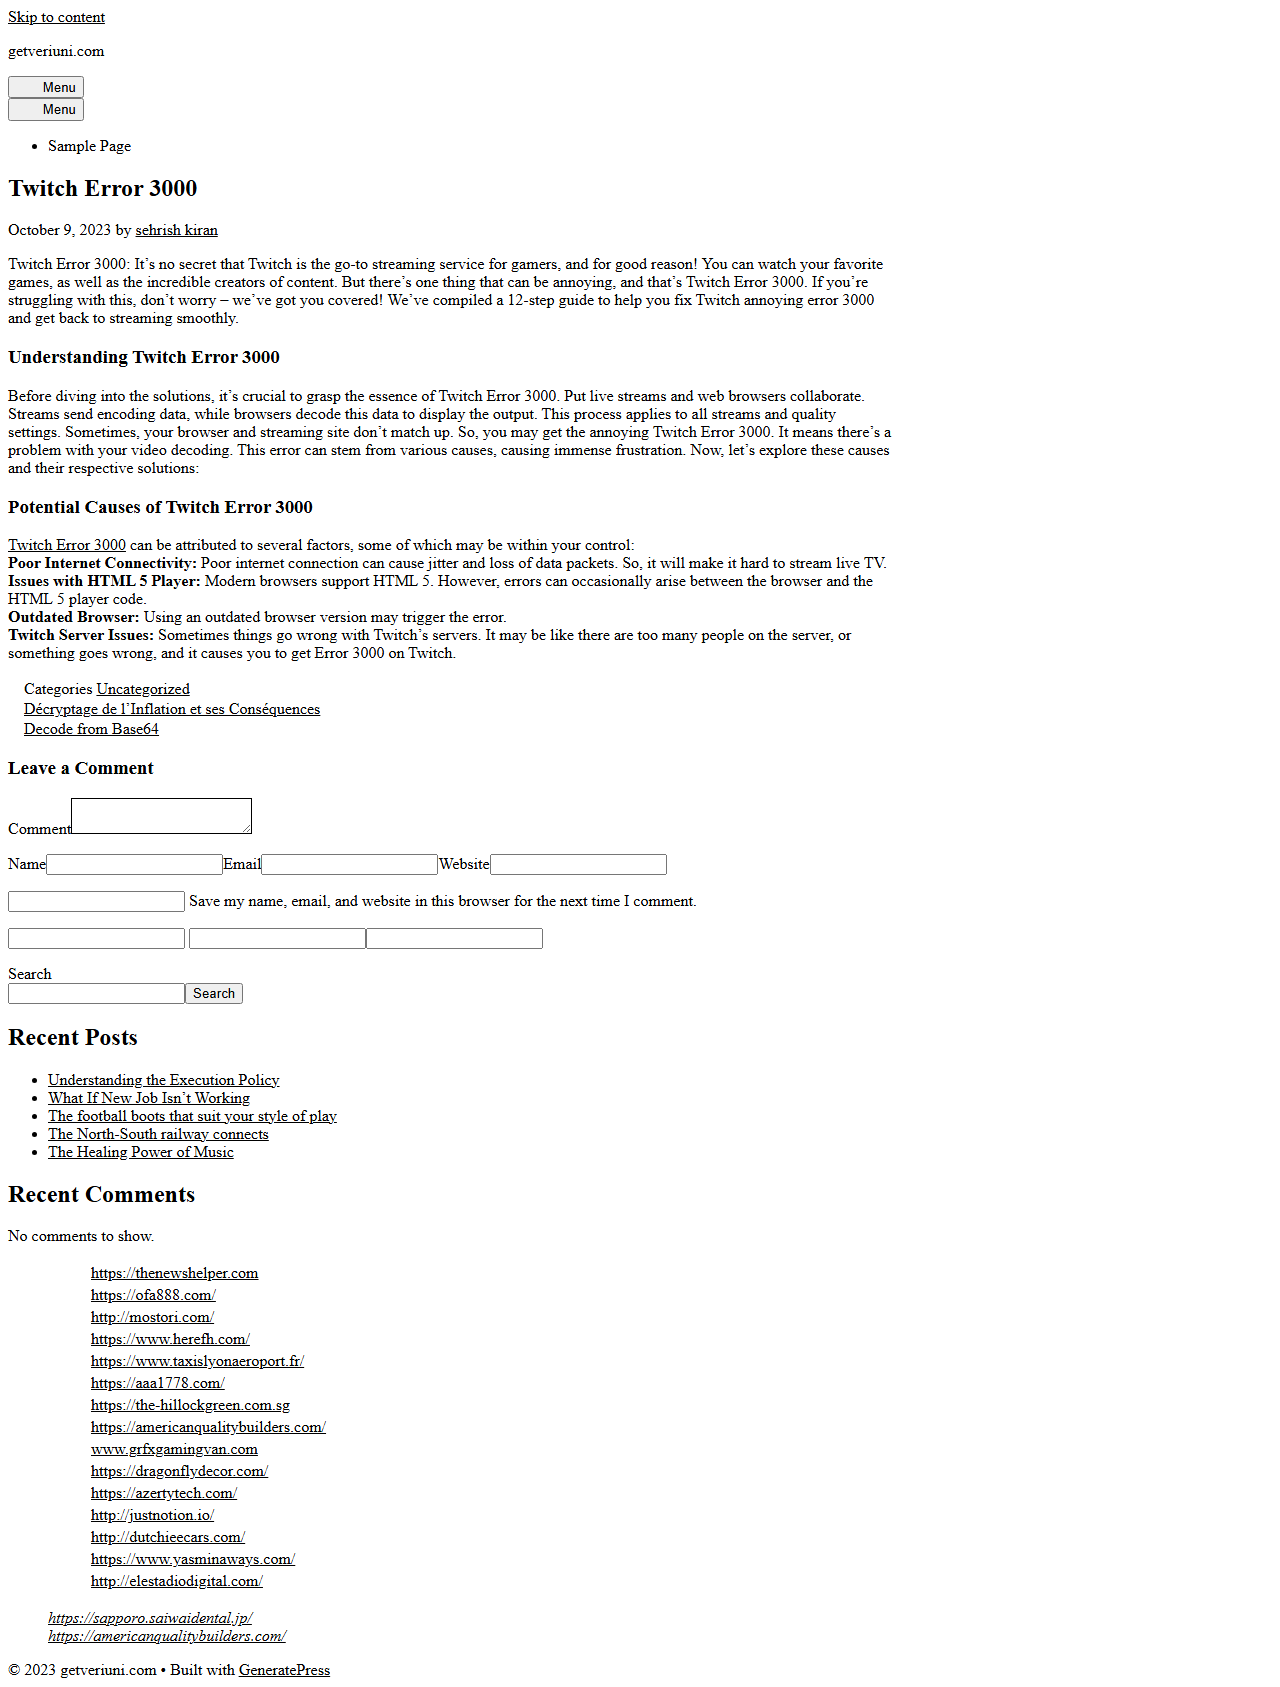 Skip to content
getveriuni.com
Menu
Menu
Sample Page
Twitch Error 3000
October 9, 2023 by sehrish kiran
Twitch Error 3000: It’s no secret that Twitch is the go-to streaming service for gamers, and for good reason! You can watch your favorite
games, as well as the incredible creators of content. But there’s one thing that can be annoying, and that’s Twitch Error 3000. If you’re
struggling with this, don’t worry – we’ve got you covered! We’ve compiled a 12-step guide to help you fix Twitch annoying error 3000
and get back to streaming smoothly.
Understanding Twitch Error 3000
Before diving into the solutions, it’s crucial to grasp the essence of Twitch Error 3000. Put live streams and web browsers collaborate.
Streams send encoding data, while browsers decode this data to display the output. This process applies to all streams and quality
settings. Sometimes, your browser and streaming site don’t match up. So, you may get the annoying Twitch Error 3000. It means there’s a
problem with your video decoding. This error can stem from various causes, causing immense frustration. Now, let’s explore these causes
and their respective solutions:
Potential Causes of Twitch Error 3000
Twitch Error 3000 can be attributed to several factors, some of which may be within your control:
Poor Internet Connectivity: Poor internet connection can cause jitter and loss of data packets. So, it will make it hard to stream live TV.
Issues with HTML 5 Player: Modern browsers support HTML 5. However, errors can occasionally arise between the browser and the
HTML 5 player code.
Outdated Browser: Using an outdated browser version may trigger the error.
Twitch Server Issues: Sometimes things go wrong with Twitch’s servers. It may be like there are too many people on the server, or
something goes wrong, and it causes you to get Error 3000 on Twitch.
Categories Uncategorized
Décryptage de l’Inflation et ses Conséquences
Decode from Base64
Leave a Comment
Comment
Name Email Website
Save my name, email, and website in this browser for the next time I comment.
Search
Search
Recent Posts
Understanding the Execution Policy
What If New Job Isn’t Working
The football boots that suit your style of play
The North-South railway connects
The Healing Power of Music
Recent Comments
No comments to show.
https://thenewshelper.com
https://ofa888.com/
http://mostori.com/
https://www.herefh.com/
https://www.taxislyonaeroport.fr/
https://aaa1778.com/
https://the-hillockgreen.com.sg
https://americanqualitybuilders.com/
www.grfxgamingvan.com
https://dragonflydecor.com/
https://azertytech.com/
http://justnotion.io/
http://dutchieecars.com/
https://www.yasminaways.com/
http://elestadiodigital.com/
https://sapporo.saiwaidental.jp/
https://americanqualitybuilders.com/
© 2023 getveriuni.com • Built with GeneratePress